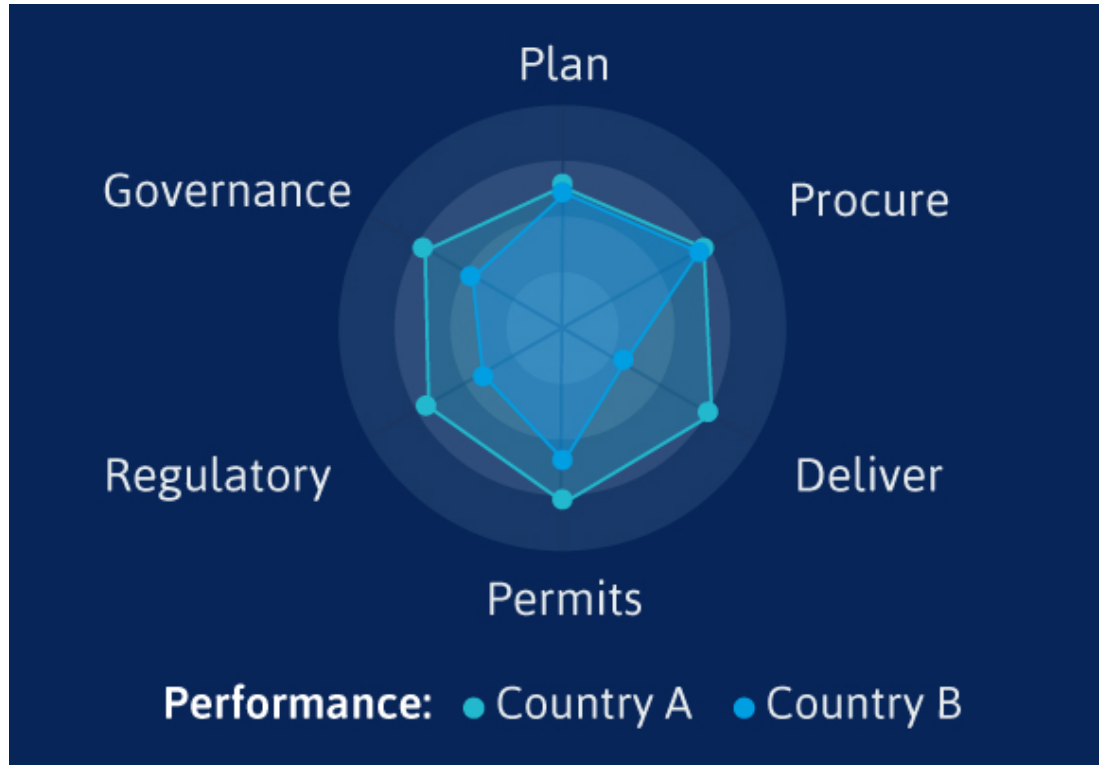 Plan
Governance
Procure
Regulatory
Deliver
Permits
Performance: Country A Country B